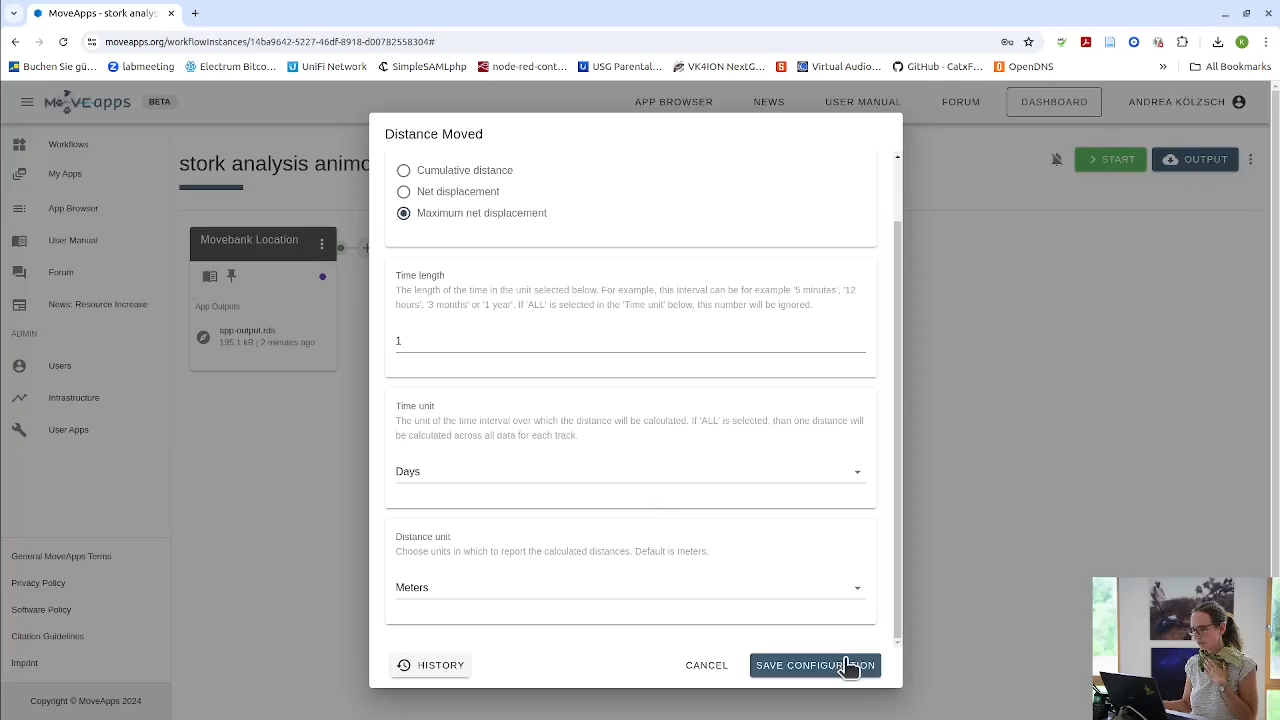 MoveApps - stork analys
moveapps.org/workflowInstances/14ba9642-5227-46df-8918-d00782558304#
Buchen Sie gü...
labmeeting
Electrum Bitco...
UniFi Network
SimpleSAMLphp...
node-red-cont...
USG Parental...
VK4ION NextG...
Virtual Audio...
GitHub - CatxF...
OpenDNS
All Bookmarks
MOVEapps
BETA
APP BROWSER
NEWS
USER MANUAL
FORUM
DASHBOARD
ANDREA KÖLZSCH
Workflows
My Apps
App Browser
User Manual
Forum
News: Resource Increase
ADMIN
Users
Infrastructure
User Apps
General MoveApps Terms
Privacy Policy
Software Policy
Citation Guidelines
Imprint
Copyright © MoveApps 2024
stork analysis animo
START
OUTPUT
Movebank Location
App Outputs
app-output.rds
195.1 kB | 2 minutes ago
Distance Moved
Cumulative distance
Net displacement
Maximum net displacement
Time length
The length of the time in the unit selected below. For example, this interval can be for example '5 minutes', '12
hours', '3 months' or '1 year'. If 'ALL' is selected in the 'Time unit' below, this number will be ignored.
1
Time unit
The unit of the time interval over which the distance will be calculated. If 'ALL' is selected, than one distance will
be calculated across all data for each track.
Days
Distance unit
Choose units in which to report the calculated distances. Default is meters.
Meters
HISTORY
CANCEL
SAVE CONFIGURATION